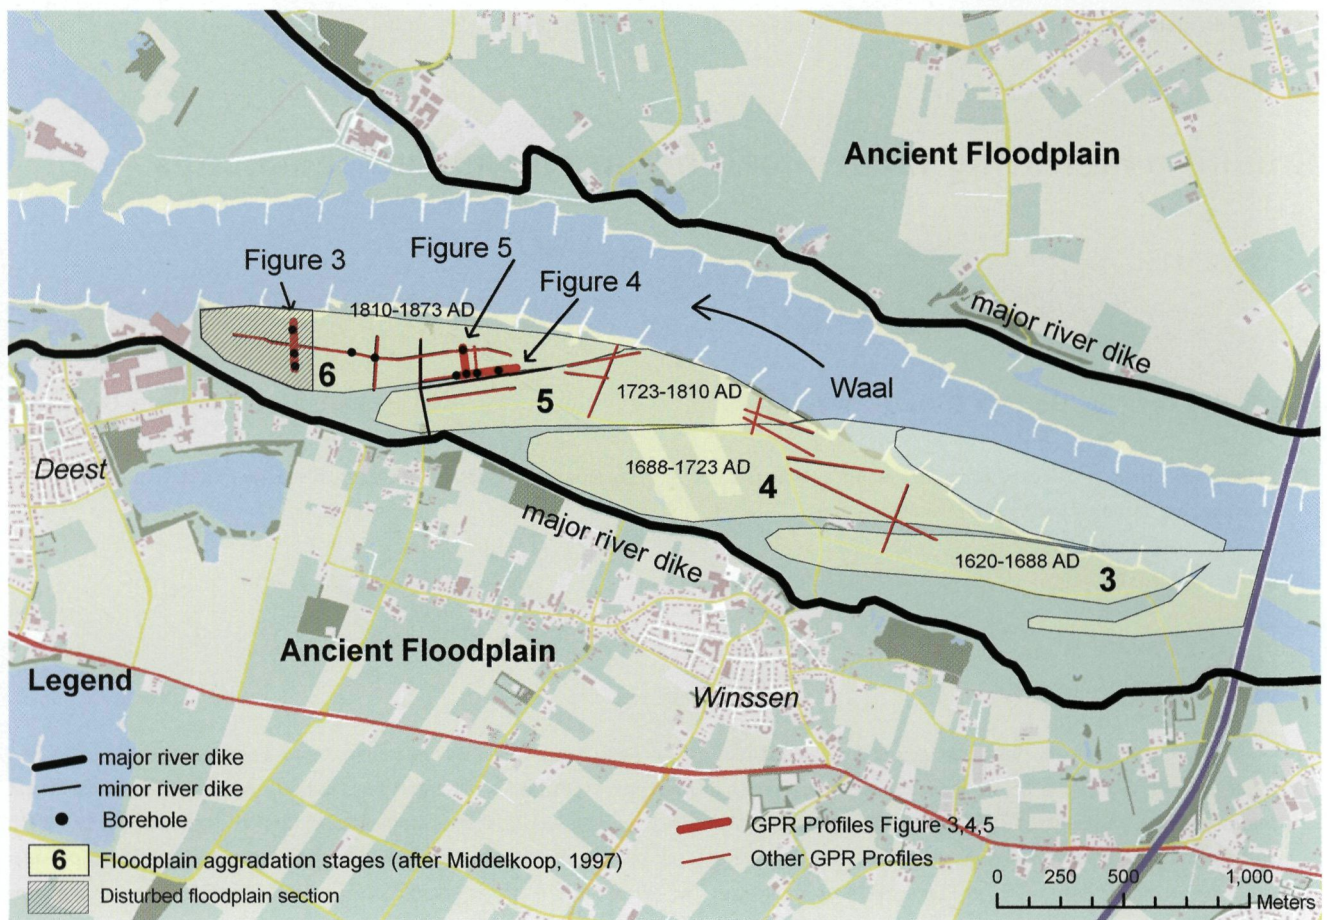 Ancient Floodplain
Figure 5
Figure 3
Figure 4
1810-1873 AD
major river dike
6
5
1723-1810 AD
Waal
Deest
1688-1723 AD
4
major river dike
1620-1688 AD
3
Ancient Floodplain
Legend
Winssen
major river dike
minor river dike
Borehole
GPR Profiles Figure 3,4,5
6 Floodplain aggradation stages (after Middelkoop, 1997)
Other GPR Profiles
Disturbed floodplain section
0 250 500 1,000
Meters